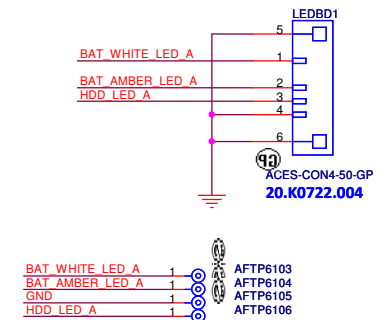 LEDBD1
5
BAT_WHITE_LED_A 1
BAT_AMBER_LED_A 2
HDD_LED_A 3
4
6
GP
ACES-CON4-50-GP
20.K0722.004
BAT_WHITE_LED_A 1 AFTP6103
BAT_AMBER_LED_A 1 AFTP6104
GND 1 AFTP6105
HDD_LED_A 1 AFTP6106